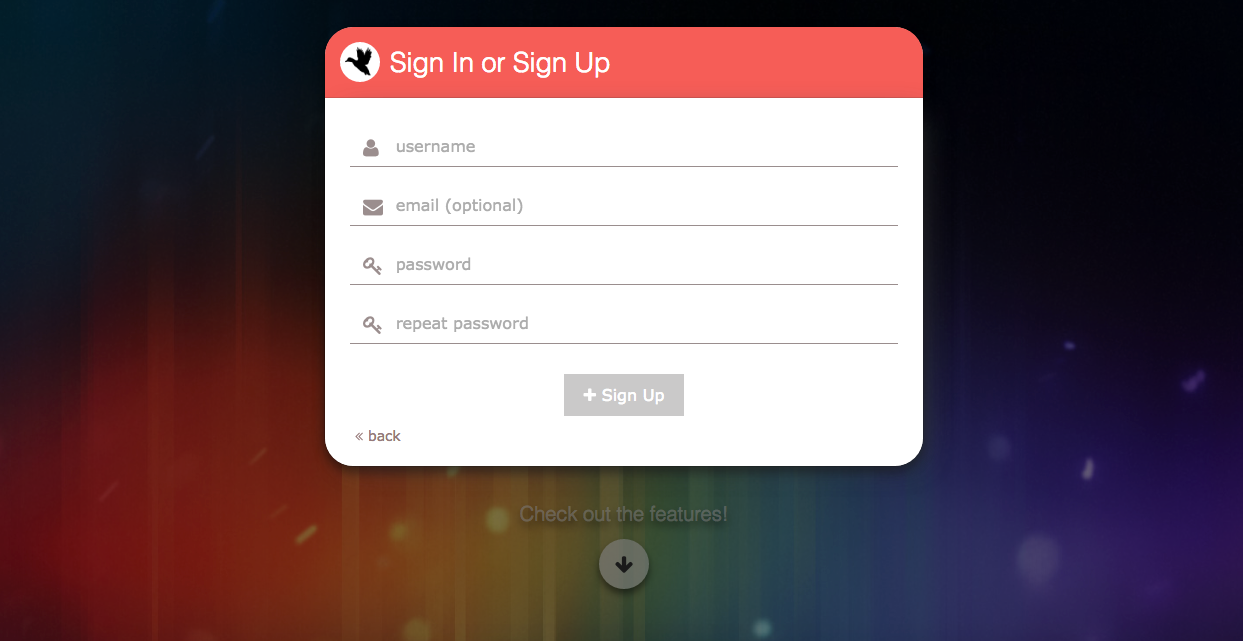 Sign In or Sign Up
username
email (optional)
password
repeat password
+ Sign Up
« back
Check out the features!